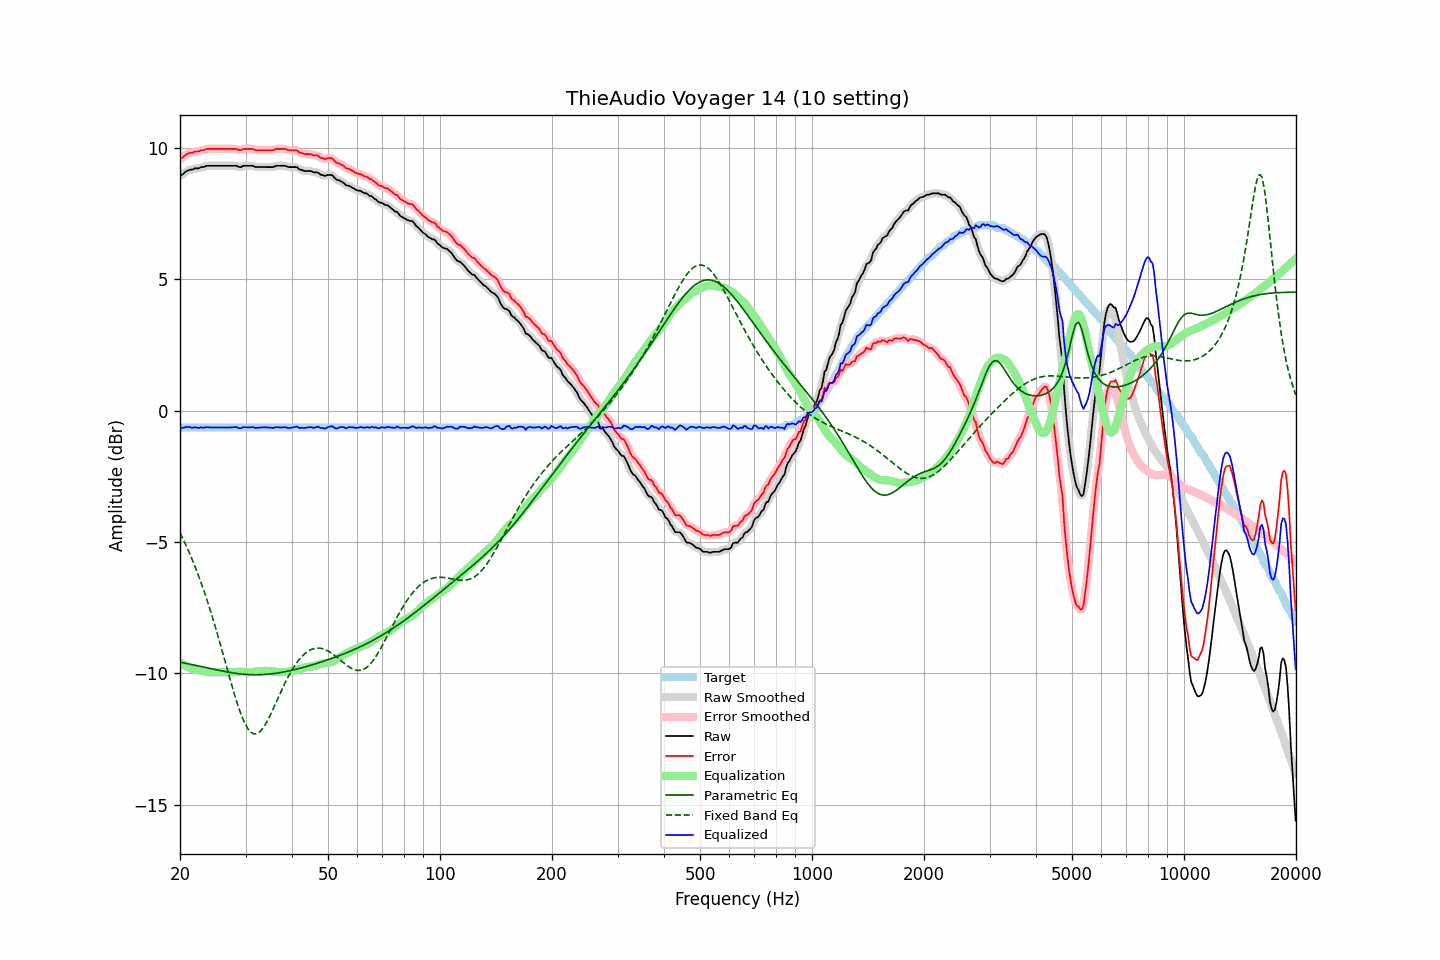 ThieAudio Voyager 14 (10 setting)
10
5
0
−5
−10
−15
Amplitude (dBr)
Target
Raw Smoothed
Error Smoothed
Raw
Error
Equalization
Parametric Eq
Fixed Band Eq
Equalized
20
50
100
200
500
1000
2000
5000
10000
20000
Frequency (Hz)